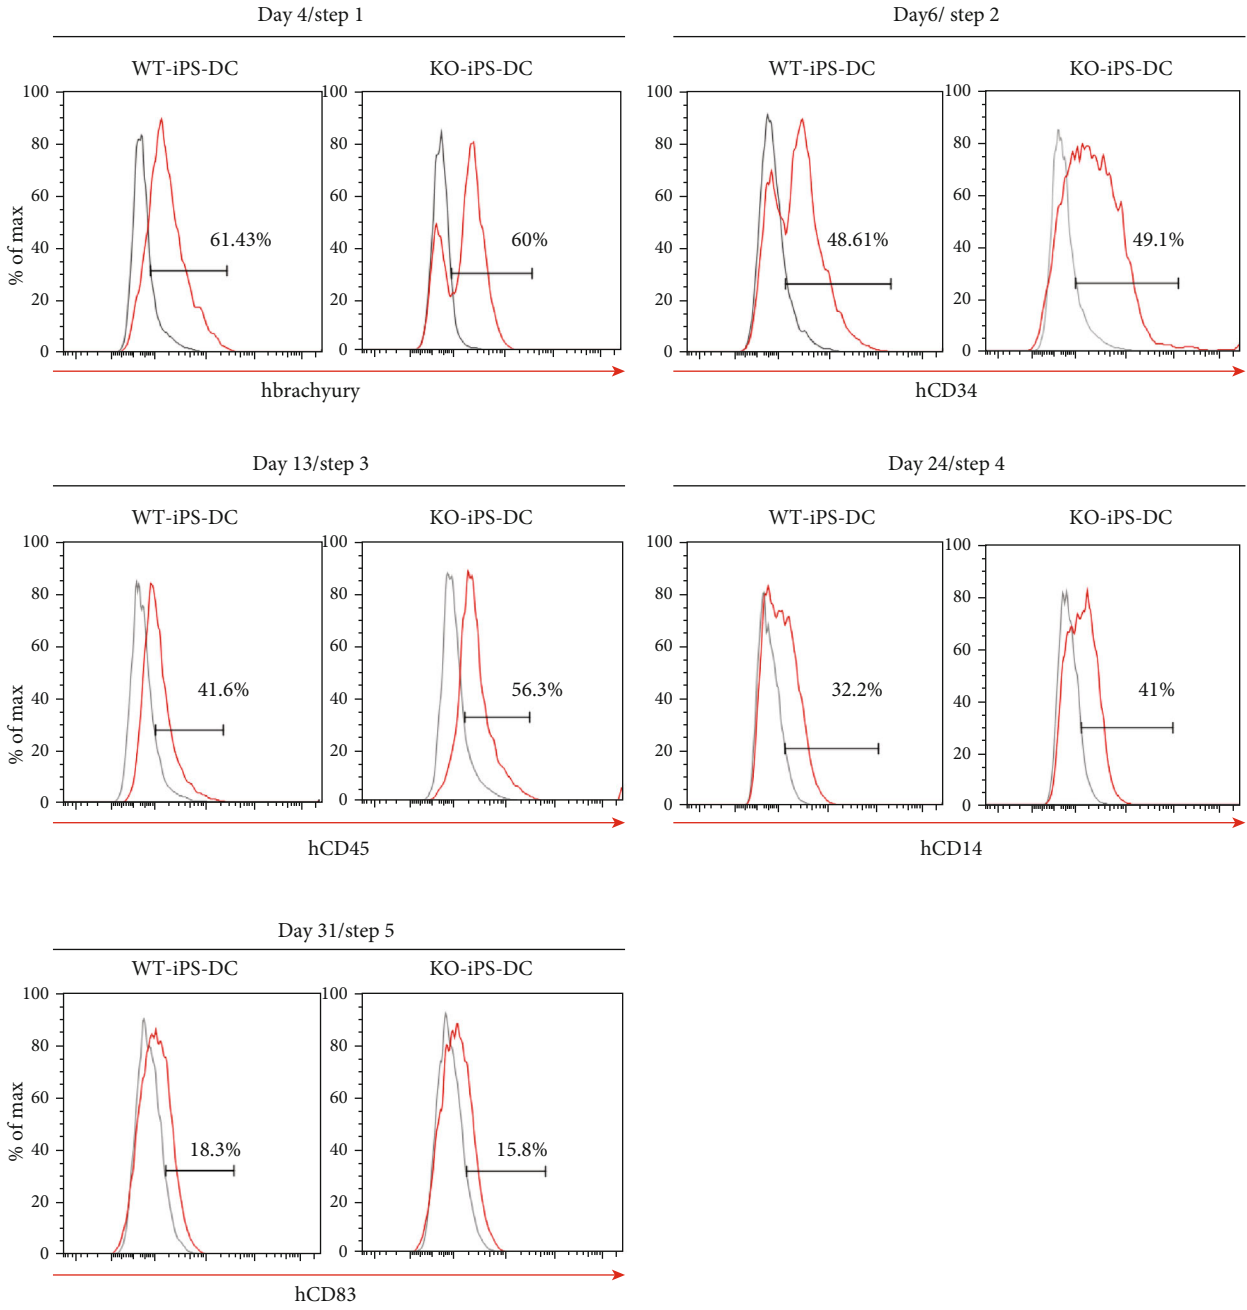 Day 4/step 1
WT-iPS-DC KO-iPS-DC
100 100
80 80
60 60
40 40
20 20
0 0
% of max
61.43% 60%
hbrachyury
Day6/ step 2
WT-iPS-DC KO-iPS-DC
100 100
80 80
60 60
40 40
20 20
0 0
48.61% 49.1%
hCD34
Day 13/step 3
WT-iPS-DC KO-iPS-DC
100 100
80 80
60 60
40 40
20 20
0 0
% of max
41.6% 56.3%
hCD45
Day 24/step 4
WT-iPS-DC KO-iPS-DC
100 100
80 80
60 60
40 40
20 20
0 0
32.2% 41%
hCD14
Day 31/step 5
WT-iPS-DC KO-iPS-DC
100 100
80 80
60 60
40 40
20 20
0 0
% of max
18.3% 15.8%
hCD83